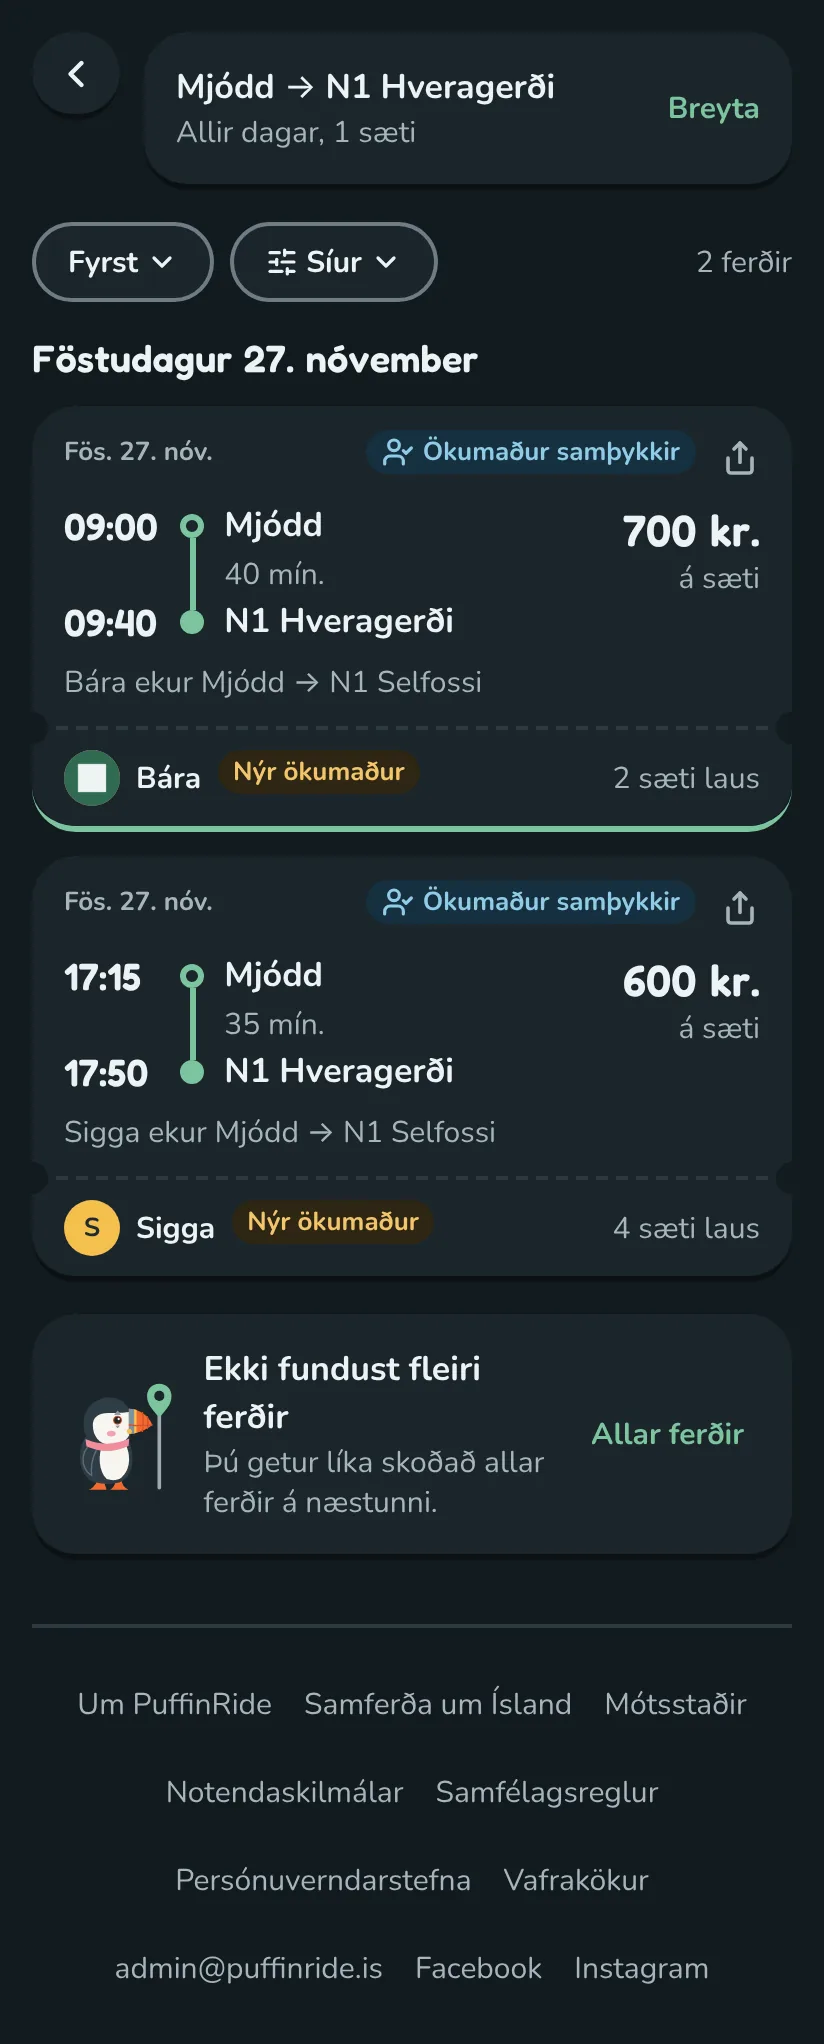 Mjódd → N1 Hveragerði
Allir dagar, 1 sæti
Breyta
Fyrst
Síur
2 ferðir
Föstudagur 27. nóvember
Fös. 27. nóv.
Ökumaður samþykkir
09:00 Mjódd
700 kr.
40 mín.
á sæti
09:40 N1 Hveragerði
Bára ekur Mjódd → N1 Selfossi
Bára
Nýr ökumaður
2 sæti laus
Fös. 27. nóv.
Ökumaður samþykkir
17:15 Mjódd
600 kr.
35 mín.
á sæti
17:50 N1 Hveragerði
Sigga ekur Mjódd → N1 Selfossi
S
Sigga
Nýr ökumaður
4 sæti laus
Ekki fundust fleiri
ferðir
Þú getur líka skoðað allar
ferðir á næstunni.
Allar ferðir
Um PuffinRide Samferða um Ísland Mótsstaðir
Notendaskilmálar Samfélagsreglur
Persónuverndarstefna Vafrakökur
admin@puffinride.is Facebook Instagram